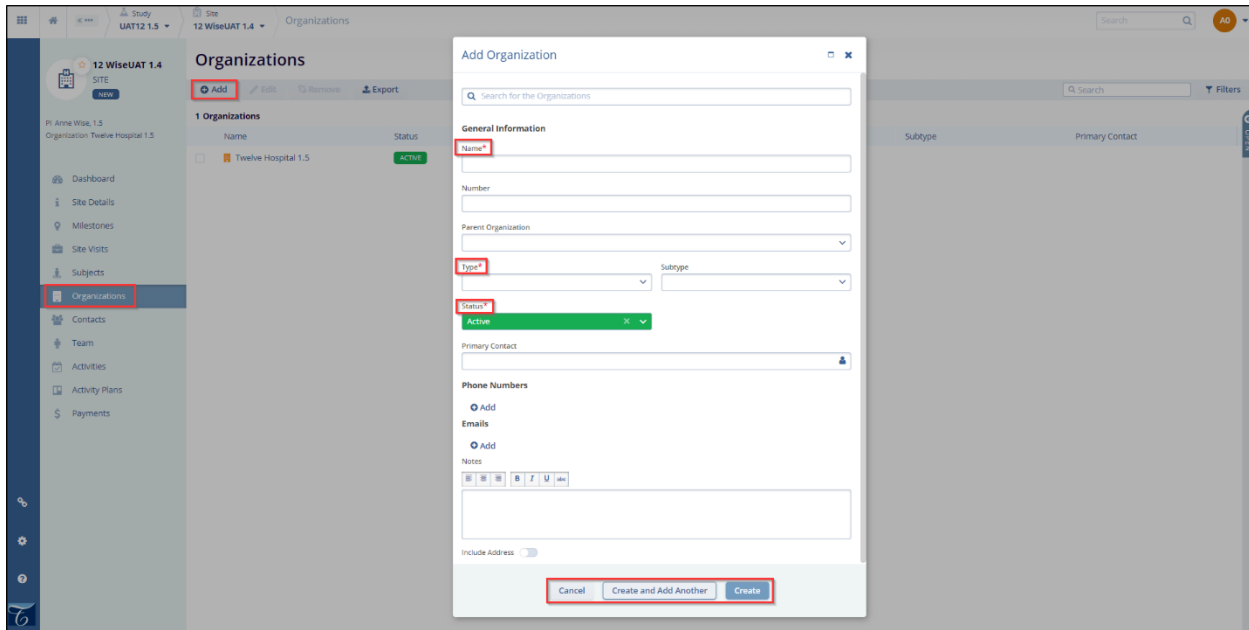 Study
Site
UAT12 1.5
12 WiseUAT 1.4
Organizations
Search
AO
12 WiseUAT 1.4
SITE
NEW
PI Anne Wise, 1.5
Organization Twelve Hospital 1.5
Dashboard
Site Details
Milestones
Site Visits
Subjects
Organizations
Contacts
Team
Activities
Activity Plans
Payments
Organizations
Add Edit Remove Export
Search
Filters
1 Organizations
Name Status Subtype Primary Contact
Twelve Hospital 1.5 ACTIVE
Add Organization
Search for the Organizations
General Information
Name*
Number
Parent Organization
Type* Subtype
Status*
Active
Primary Contact
Phone Numbers
Add
Emails
Add
Notes
B I U abc
Include Address
Cancel Create and Add Another Create